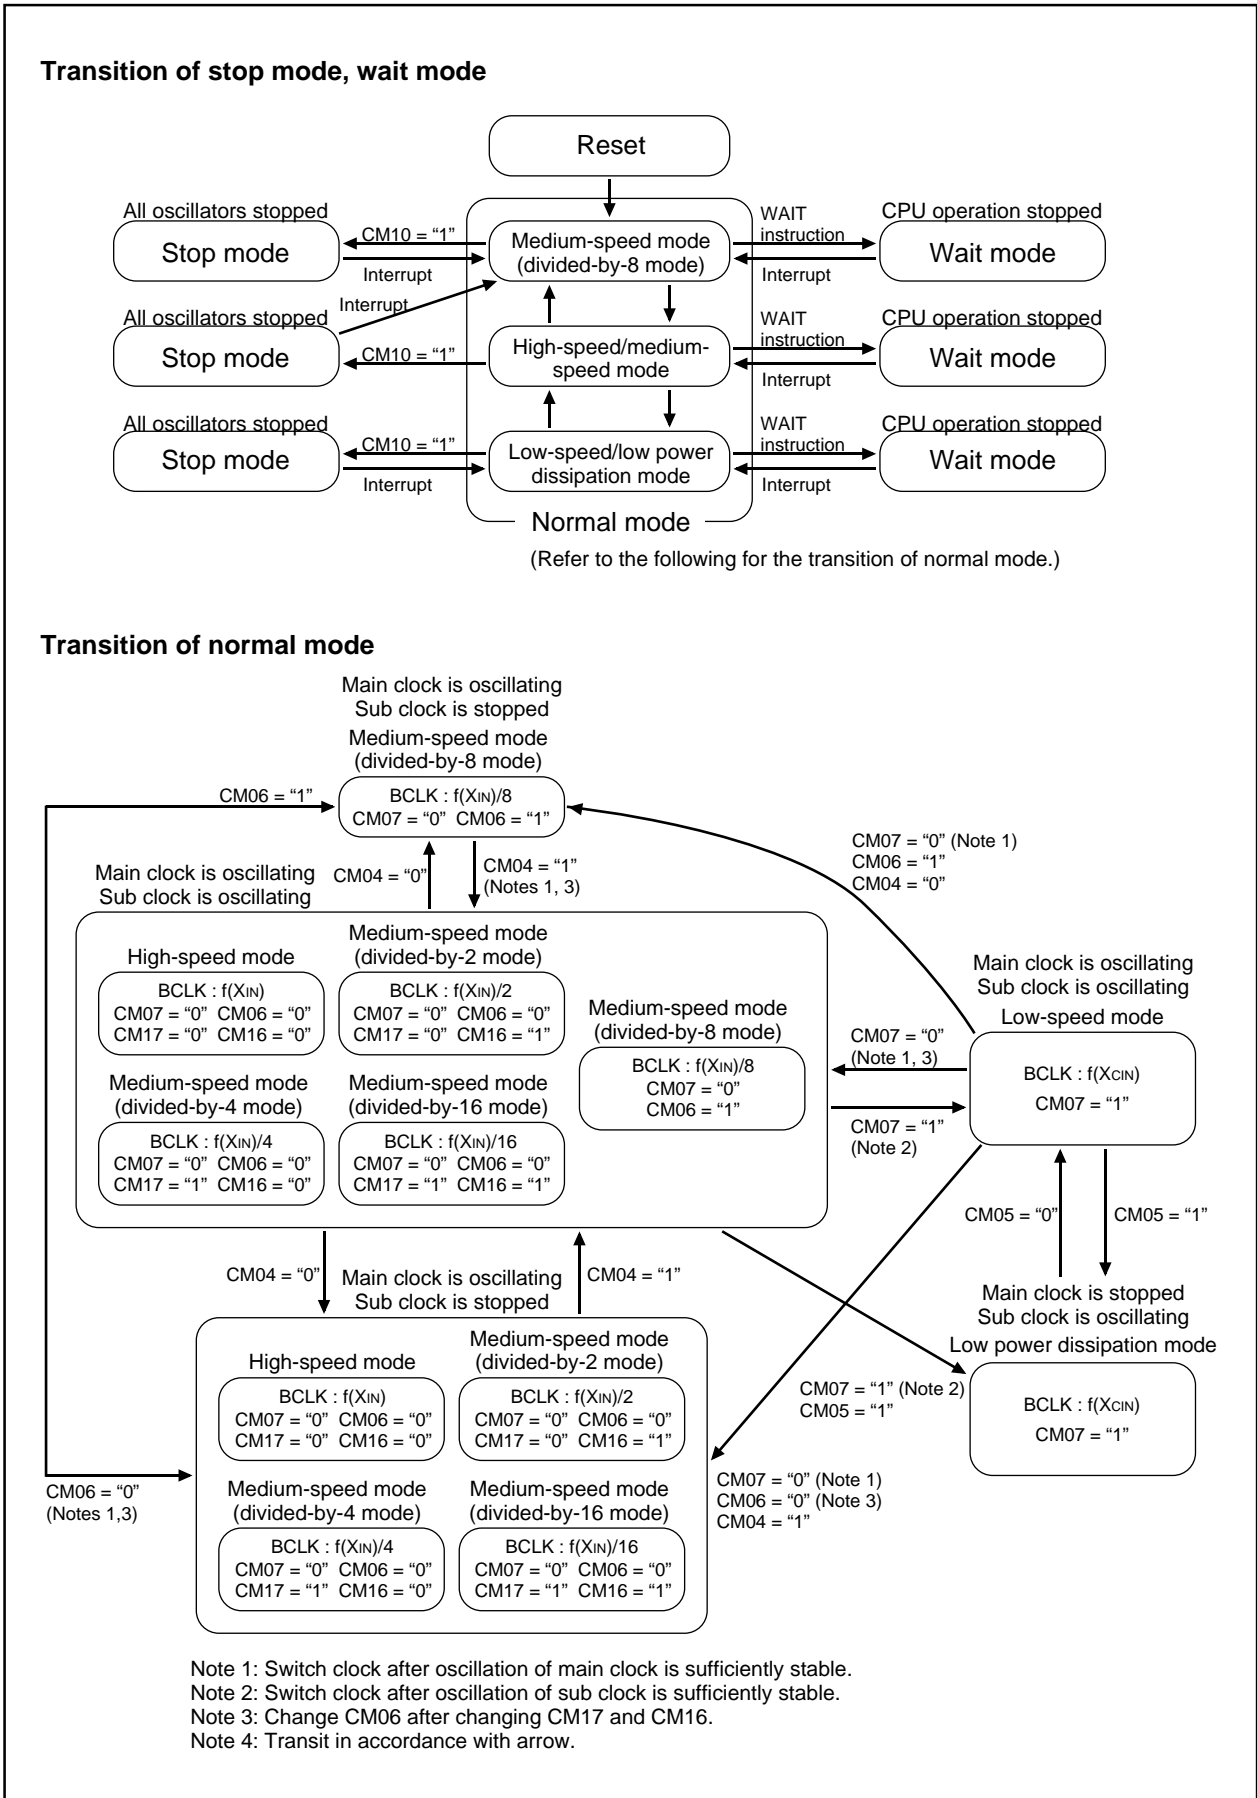 Transition of stop mode, wait mode
Reset
All oscillators stopped
Stop mode
CM10 = “1”
Interrupt
Medium-speed mode
(divided-by-8 mode)
WAIT
instruction
Interrupt
CPU operation stopped
Wait mode
Interrupt
All oscillators stopped
Stop mode
CM10 = “1”
High-speed/medium-
speed mode
WAIT
instruction
Interrupt
CPU operation stopped
Wait mode
All oscillators stopped
Stop mode
CM10 = “1”
Interrupt
Low-speed/low power
dissipation mode
WAIT
instruction
Interrupt
CPU operation stopped
Wait mode
Normal mode
(Refer to the following for the transition of normal mode.)
Transition of normal mode
Main clock is oscillating
Sub clock is stopped
Medium-speed mode
(divided-by-8 mode)
CM06 = “1”
BCLK : f(XIN)/8
CM07 = “0” CM06 = “1”
CM07 = “0” (Note 1)
CM06 = “1”
CM04 = “0”
Main clock is oscillating
Sub clock is oscillating
CM04 = “0”
CM04 = “1”
(Notes 1, 3)
High-speed mode
BCLK : f(XIN)
CM07 = “0” CM06 = “0”
CM17 = “0” CM16 = “0”
Medium-speed mode
(divided-by-2 mode)
BCLK : f(XIN)/2
CM07 = “0” CM06 = “0”
CM17 = “0” CM16 = “1”
Medium-speed mode
(divided-by-8 mode)
BCLK : f(XIN)/8
CM07 = “0”
CM06 = “1”
Medium-speed mode
(divided-by-4 mode)
BCLK : f(XIN)/4
CM07 = “0” CM06 = “0”
CM17 = “1” CM16 = “0”
Medium-speed mode
(divided-by-16 mode)
BCLK : f(XIN)/16
CM07 = “0” CM06 = “0”
CM17 = “1” CM16 = “1”
CM07 = “0”
(Note 1, 3)
CM07 = “1”
(Note 2)
Main clock is oscillating
Sub clock is oscillating
Low-speed mode
BCLK : f(XCIN)
CM07 = “1”
CM05 = “0”
CM05 = “1”
CM04 = “0”
Main clock is oscillating
Sub clock is stopped
CM04 = “1”
Main clock is stopped
Sub clock is oscillating
Low power dissipation mode
BCLK : f(XCIN)
CM07 = “1”
CM07 = “1” (Note 2)
CM05 = “1”
High-speed mode
BCLK : f(XIN)
CM07 = “0” CM06 = “0”
CM17 = “0” CM16 = “0”
Medium-speed mode
(divided-by-2 mode)
BCLK : f(XIN)/2
CM07 = “0” CM06 = “0”
CM17 = “0” CM16 = “1”
CM06 = “0”
(Notes 1,3)
Medium-speed mode
(divided-by-4 mode)
BCLK : f(XIN)/4
CM07 = “0” CM06 = “0”
CM17 = “1” CM16 = “0”
Medium-speed mode
(divided-by-16 mode)
BCLK : f(XIN)/16
CM07 = “0” CM06 = “0”
CM17 = “1” CM16 = “1”
CM07 = “0” (Note 1)
CM06 = “0” (Note 3)
CM04 = “1”
Note 1: Switch clock after oscillation of main clock is sufficiently stable.
Note 2: Switch clock after oscillation of sub clock is sufficiently stable.
Note 3: Change CM06 after changing CM17 and CM16.
Note 4: Transit in accordance with arrow.